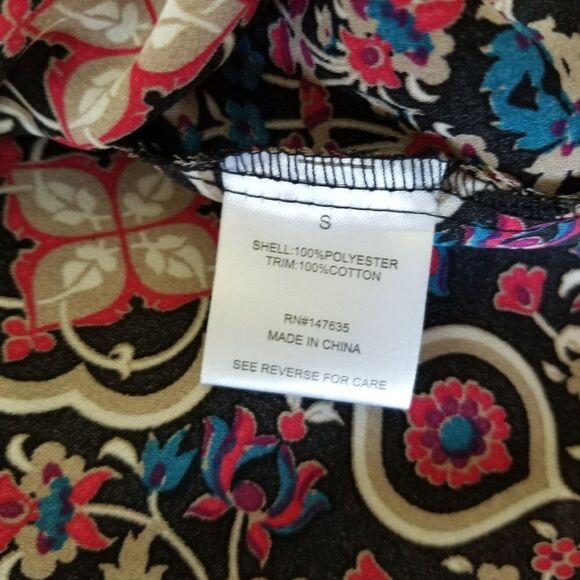 S
SHELL:100%POLYESTER
TRIM:100%COTTON
RN#147635
MADE IN CHINA
SEE REVERSE FOR CARE